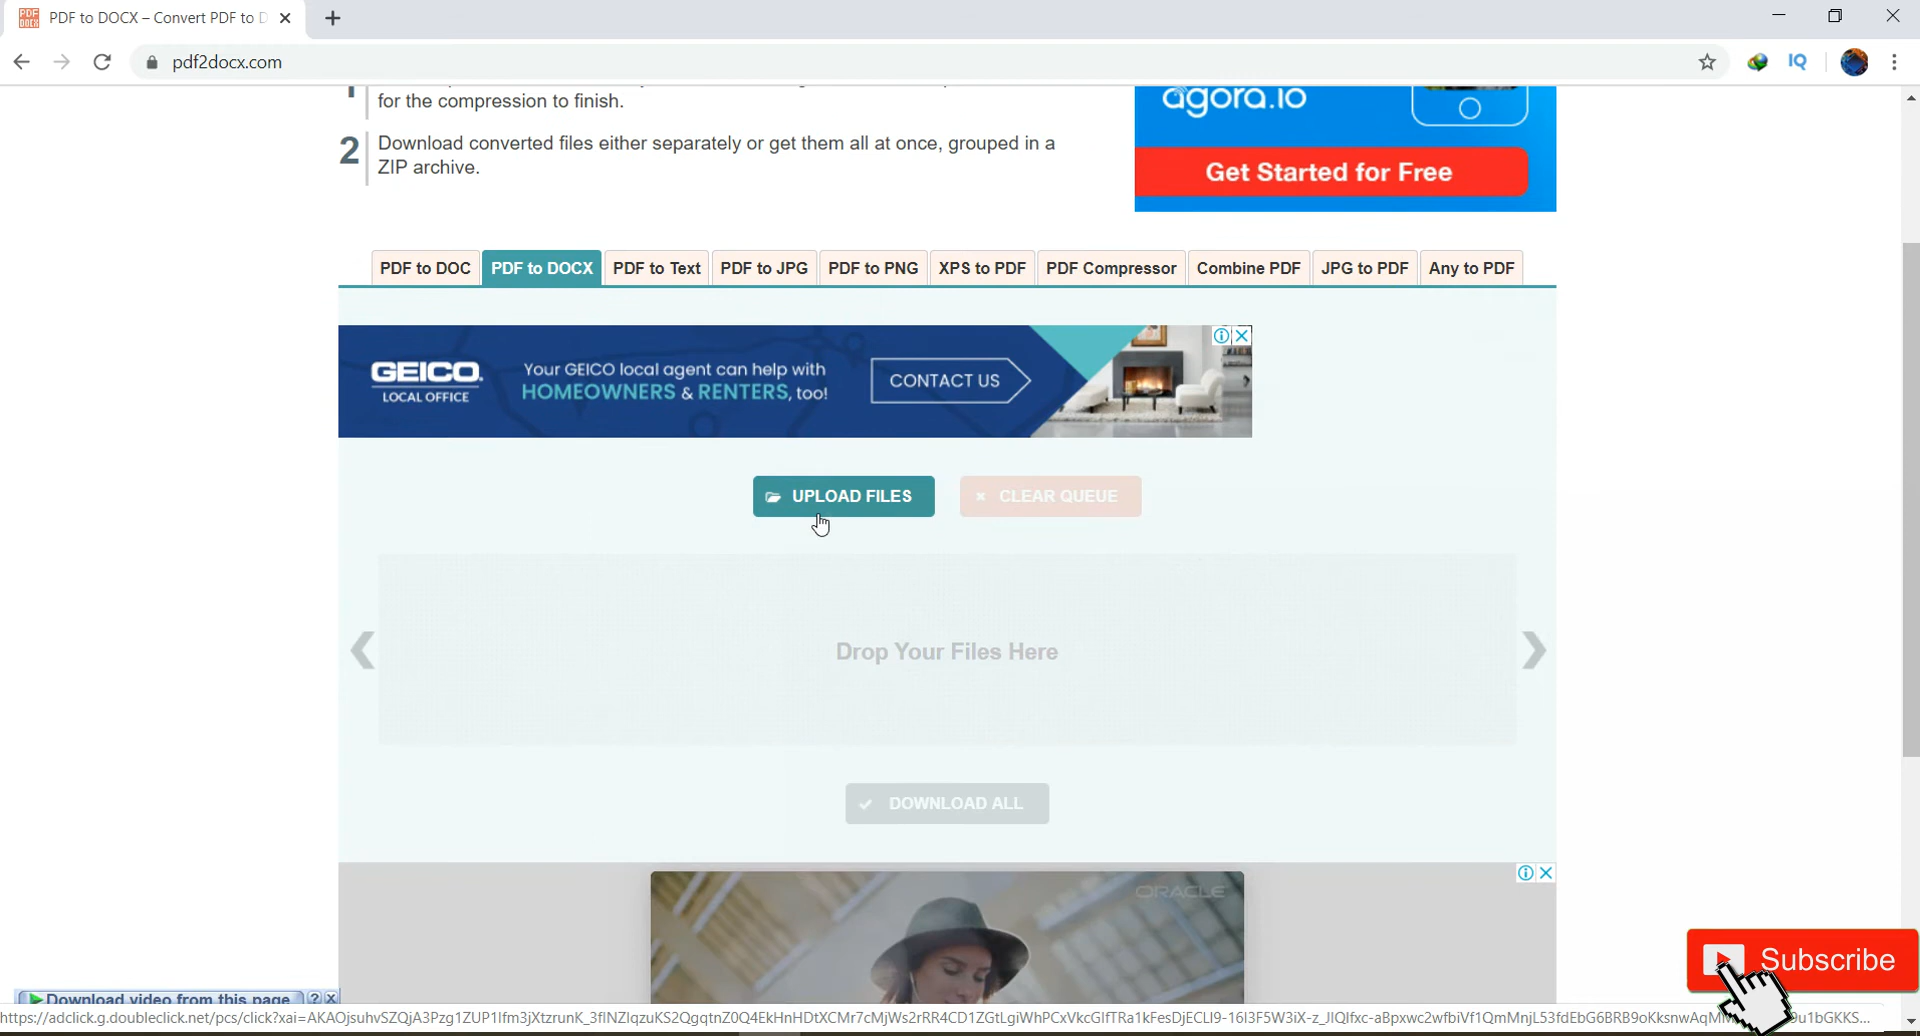 PDF to DOCX – Convert PDF to D
pdf2docx.com
IQ
1
for the compression to finish.
2 Download converted files either separately or get them all at once, grouped in a
ZIP archive.
agora.io
Get Started for Free
PDF to DOC PDF to DOCX PDF to Text PDF to JPG PDF to PNG XPS to PDF PDF Compressor Combine PDF JPG to PDF Any to PDF
GEICO.
LOCAL OFFICE
Your GEICO local agent can help with
HOMEOWNERS & RENTERS, too!
CONTACT US
UPLOAD FILES CLEAR QUEUE
Drop Your Files Here
DOWNLOAD ALL
ORACLE
Subscribe
Download video from this page